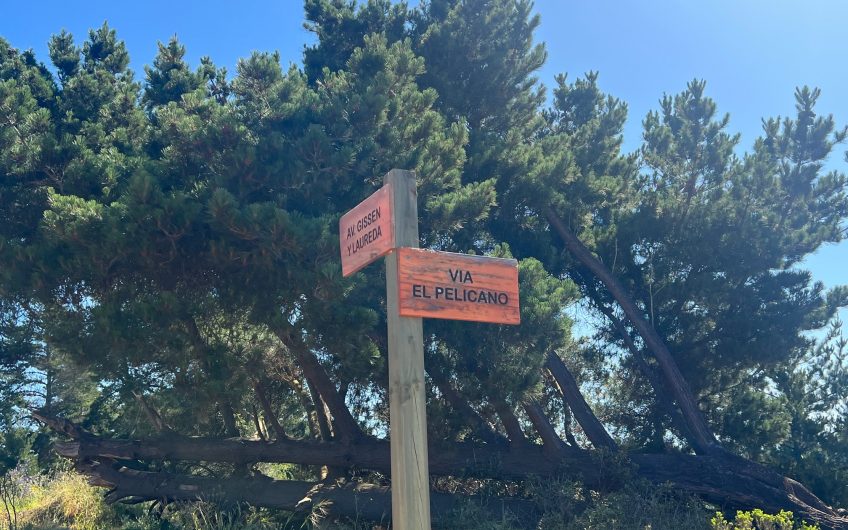 AV. GISSEN
Y LAUREDA
VIA
EL PELICANO